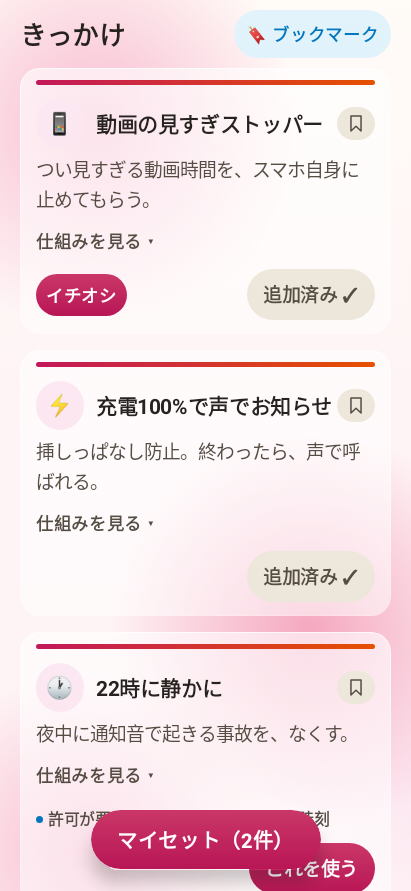 きっかけ
ブックマーク
動画の見すぎストッパー
つい見すぎる動画時間を、スマホ自身に
止めてもらう。
仕組みを見る ▾
イチオシ
追加済み ✓
充電100%で声でお知らせ
挿しっぱなし防止。終わったら、声で呼
ばれる。
仕組みを見る ▾
追加済み ✓
22時に静かに
夜中に通知音で起きる事故を、なくす。
仕組みを見る ▾
許可が
刻
マイセット（2件）
これを使う